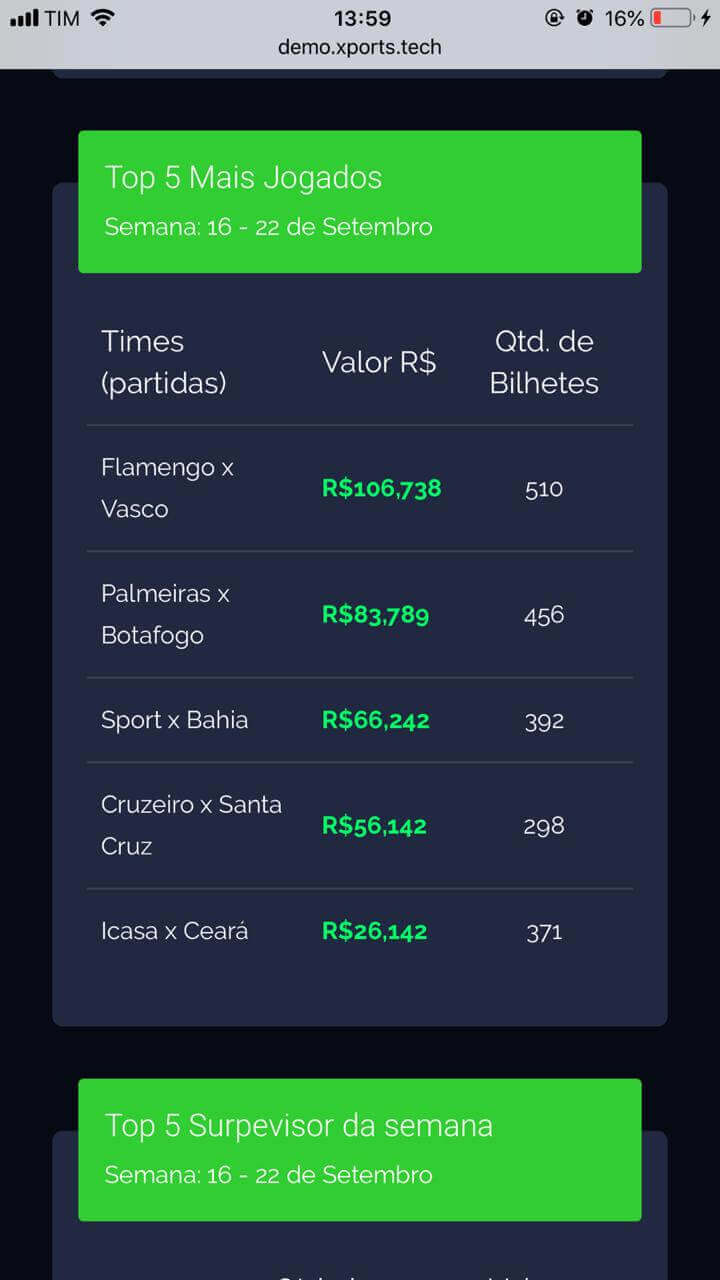 TIM 13:59 16%
demo.xports.tech
Top 5 Mais Jogados
Semana: 16 - 22 de Setembro
Times
(partidas)
Valor R$
Qtd. de
Bilhetes
Flamengo x
Vasco
R$106,738
510
Palmeiras x
Botafogo
R$83,789
456
Sport x Bahia
R$66,242
392
Cruzeiro x Santa
Cruz
R$56,142
298
Icasa x Ceará
R$26,142
371
Top 5 Surpevisor da semana
Semana: 16 - 22 de Setembro